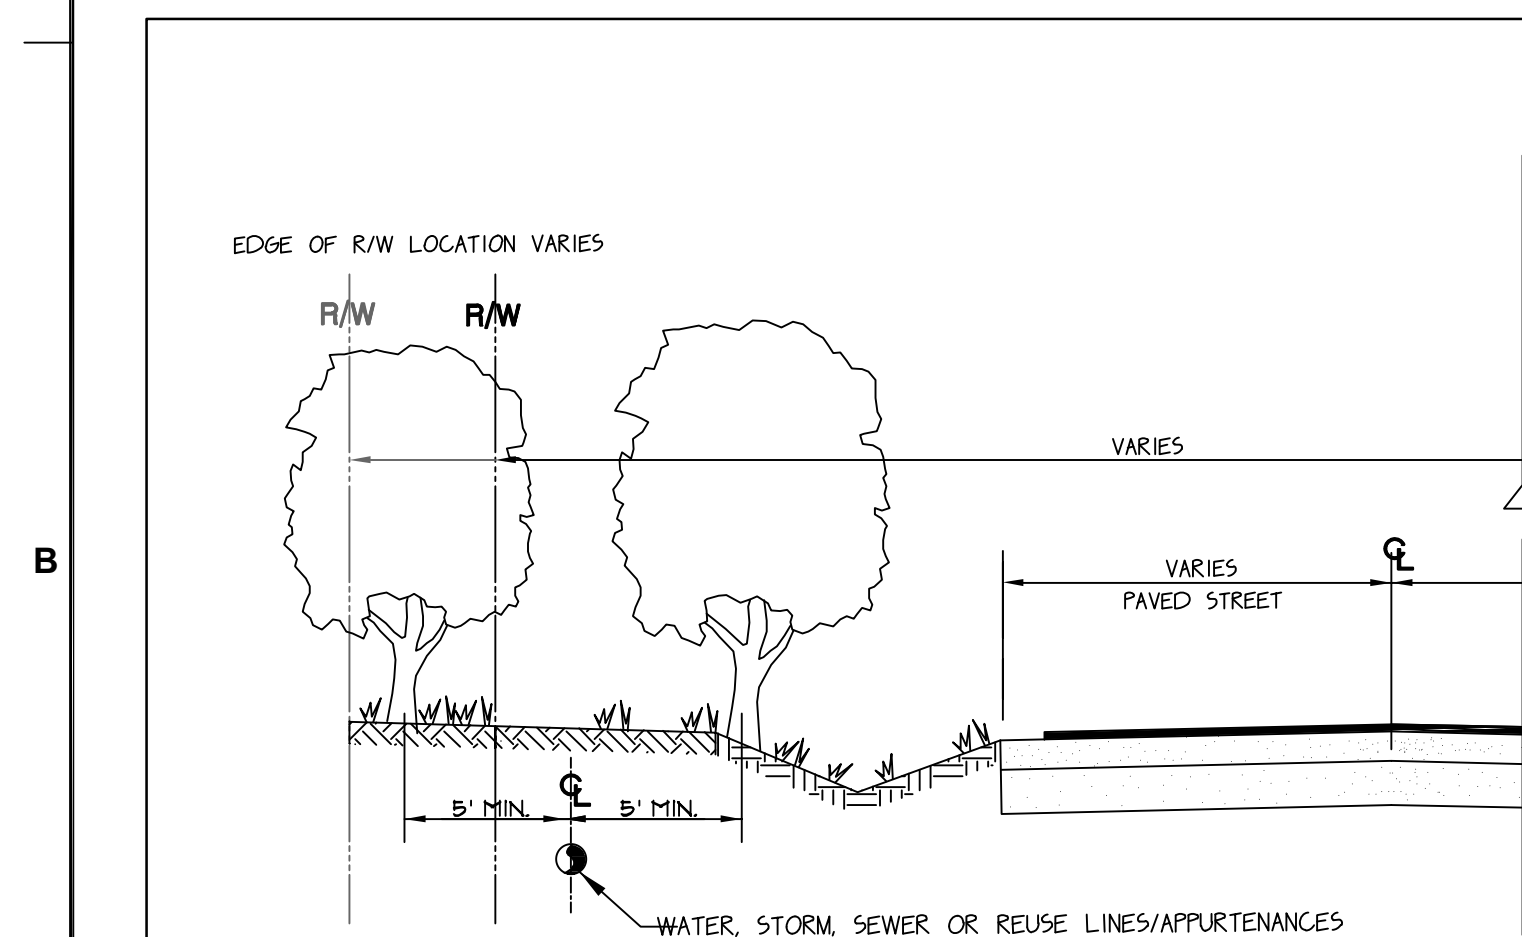 EDGE OF R/W LOCATION VARIES
R/W R/W
VARIES
B
℄
VARIES
PAVED STREET
℄
5' MIN. 5' MIN.
WATER, STORM, SEWER OR REUSE LINES/APPURTENANCES